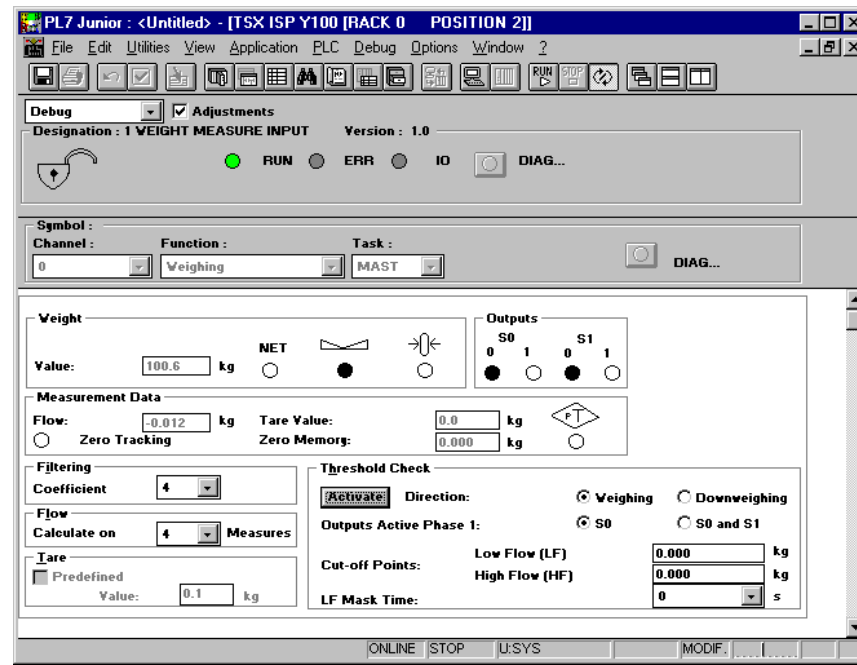 PL7 Junior : <Untitled> - [TSX ISP Y100 [RACK 0 POSITION 2]]
File Edit Utilities View Application PLC Debug Options Window ?
RUN STOP
Debug Adjustments
Designation : 1 WEIGHT MEASURE INPUT Version : 1.0
RUN ERR IO DIAG...
Symbol :
Channel : Function : Task :
0 Weighing MAST DIAG...
Weight Outputs
S0 S1
NET 0 1 0 1
Value: 100.6 kg
Measurement Data
Flow: -0.012 kg Tare Value: 0.0 kg PT
Zero Tracking Zero Memory: 0.000 kg
Filtering Threshold Check
Coefficient 4 Activate Direction: Weighing Downweighing
Flow
Calculate on 4 Measures Outputs Active Phase 1: S0 S0 and S1
Tare Cut-off Points: Low Flow (LF) 0.000 kg
Predefined High Flow (HF) 0.000 kg
Value: 0.1 kg LF Mask Time: 0 s
ONLINE STOP U:SYS MODIF.